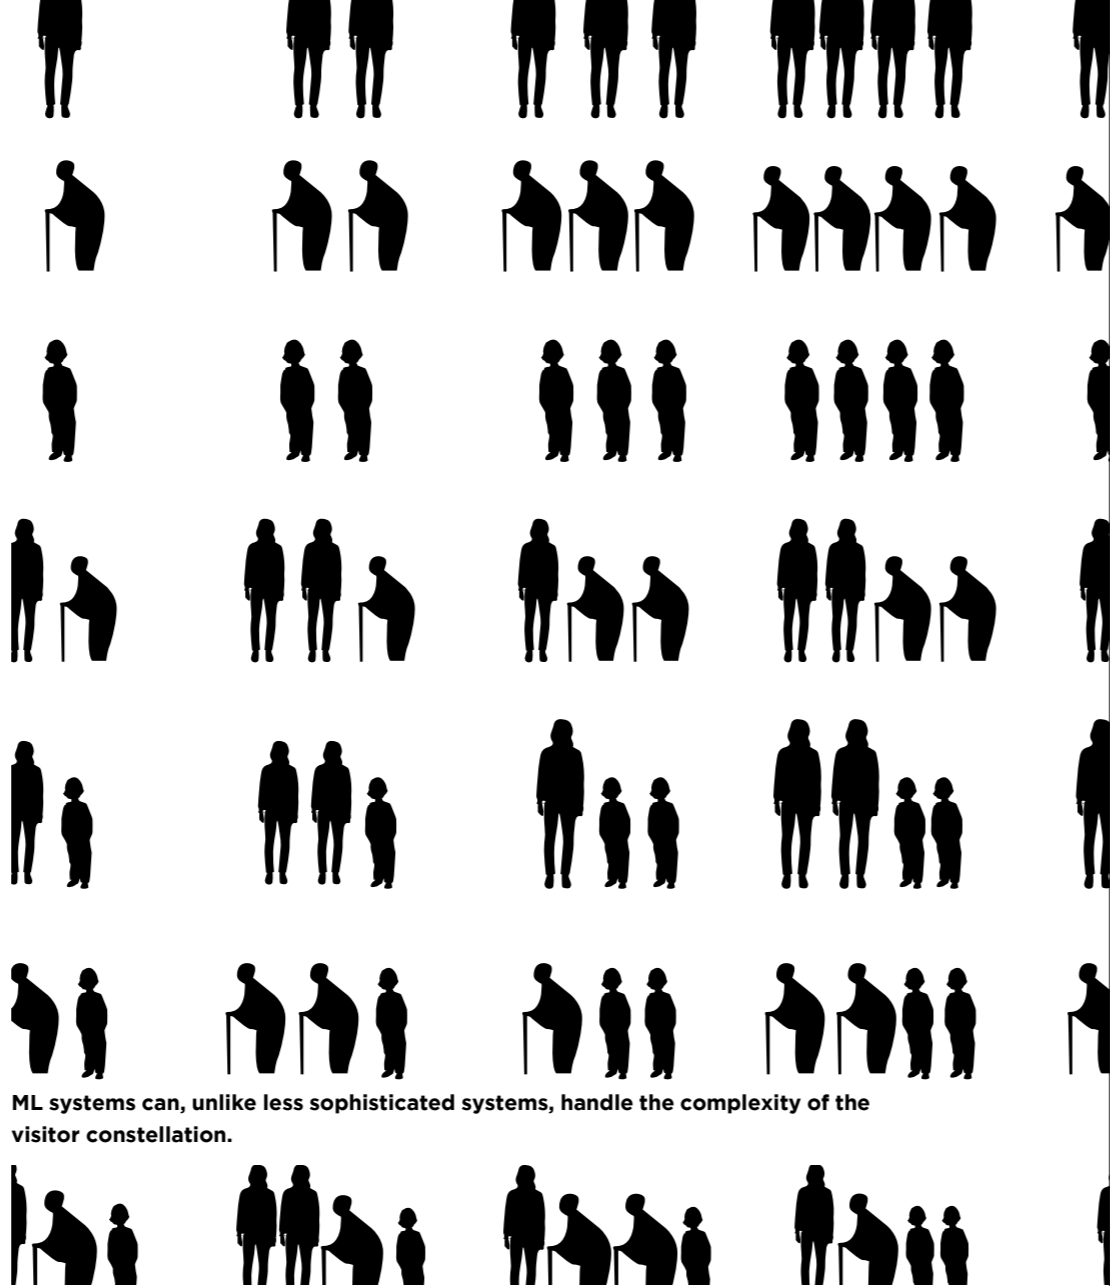 ML systems can, unlike less sophisticated systems, handle the complexity of the
visitor constellation.